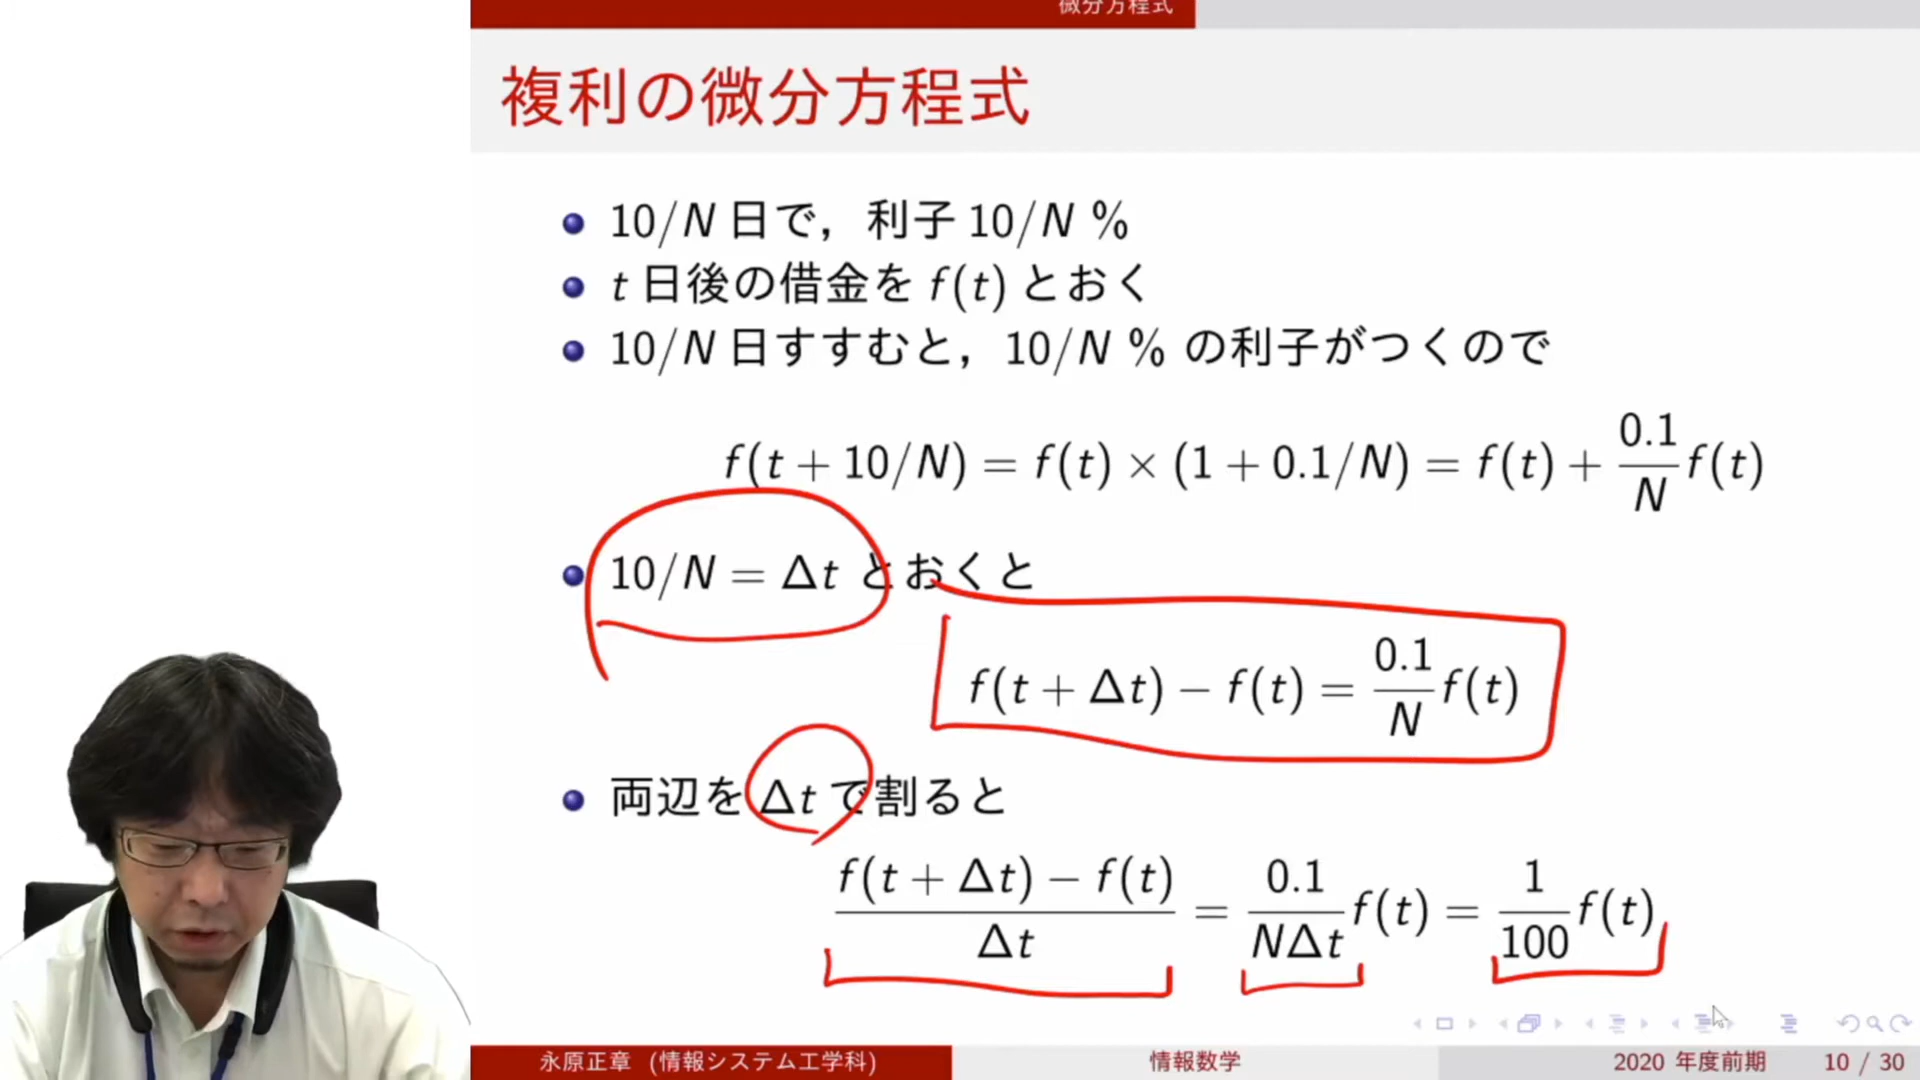 微分方程式
複利の微分方程式
10/N 日で，利子 10/N %
t 日後の借金を f(t) とおく
10/N 日すすむと，10/N % の利子がつくので
f(t + 10/N) = f(t) × (1 + 0.1/N) = f(t) + \frac{0.1}{N} f(t)
10/N = Δt とおくと
f(t + Δt) − f(t) = \frac{0.1}{N} f(t)
両辺を Δt で割ると
\frac{f(t + Δt) − f(t)}{Δt} = \frac{0.1}{NΔt} f(t) = \frac{1}{100} f(t)
永原正章 (情報システム工学科) 情報数学 2020 年度前期 10 / 30